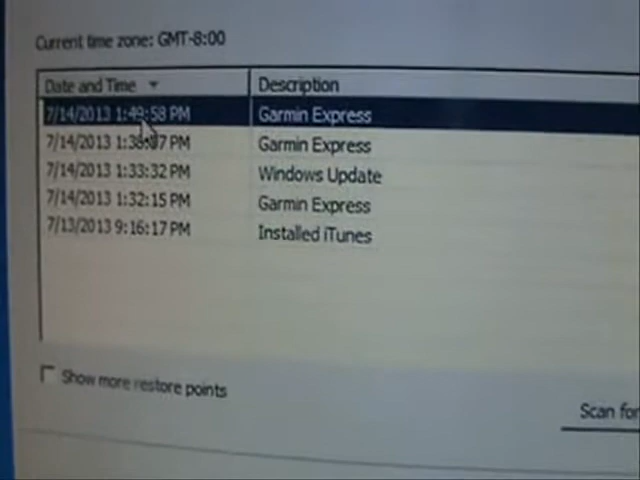 Current time zone: GMT-8:00
Date and Time Description
7/14/2013 1:49:58 PM Garmin Express
7/14/2013 PM Garmin Express
7/14/2013 1:33:32 PM Windows Update
7/14/2013 1:32:15 PM Garmin Express
7/13/2013 9:16:17 PM Installed iTunes
Show more restore points
Scan for